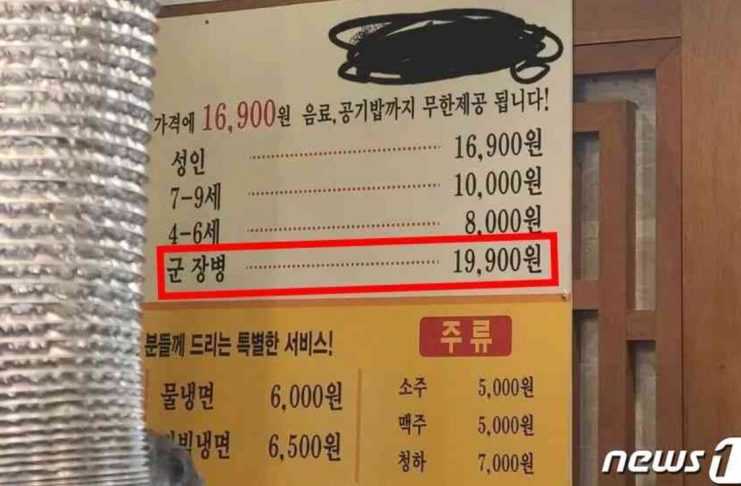 가격에 16,900원 음료,공기밥까지 무한제공 됩니다!
성인 16,900원
7-9세 10,000원
4-6세 8,000원
군 장병 19,900원
분들께 드리는 특별한 서비스!
주류
물냉면 6,000원
소주 5,000원
맥주 5,000원
빔냉면 6,500원
청하 7,000원
news1